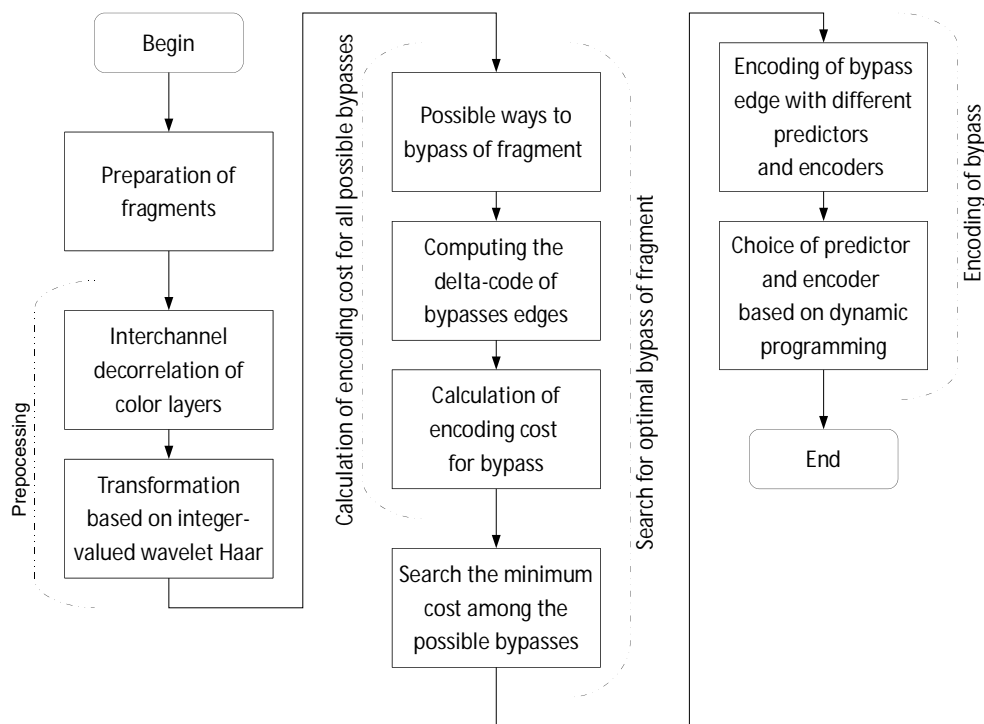 Begin
Preparation of
fragments
Interchannel
decorrelation of
color layers
Transformation
based on integer-
valued wavelet Haar
Prepocessing
Calculation of encoding cost for all possible bypasses
Possible ways to
bypass of fragment
Computing the
delta-code of
bypasses edges
Calculation of
encoding cost
for bypass
Search the minimum
cost among the
possible bypasses
Search for optimal bypass of fragment
Encoding of bypass
edge with different
predictors
and encoders
Choice of predictor
and encoder
based on dynamic
programming
End
Encoding of bypass